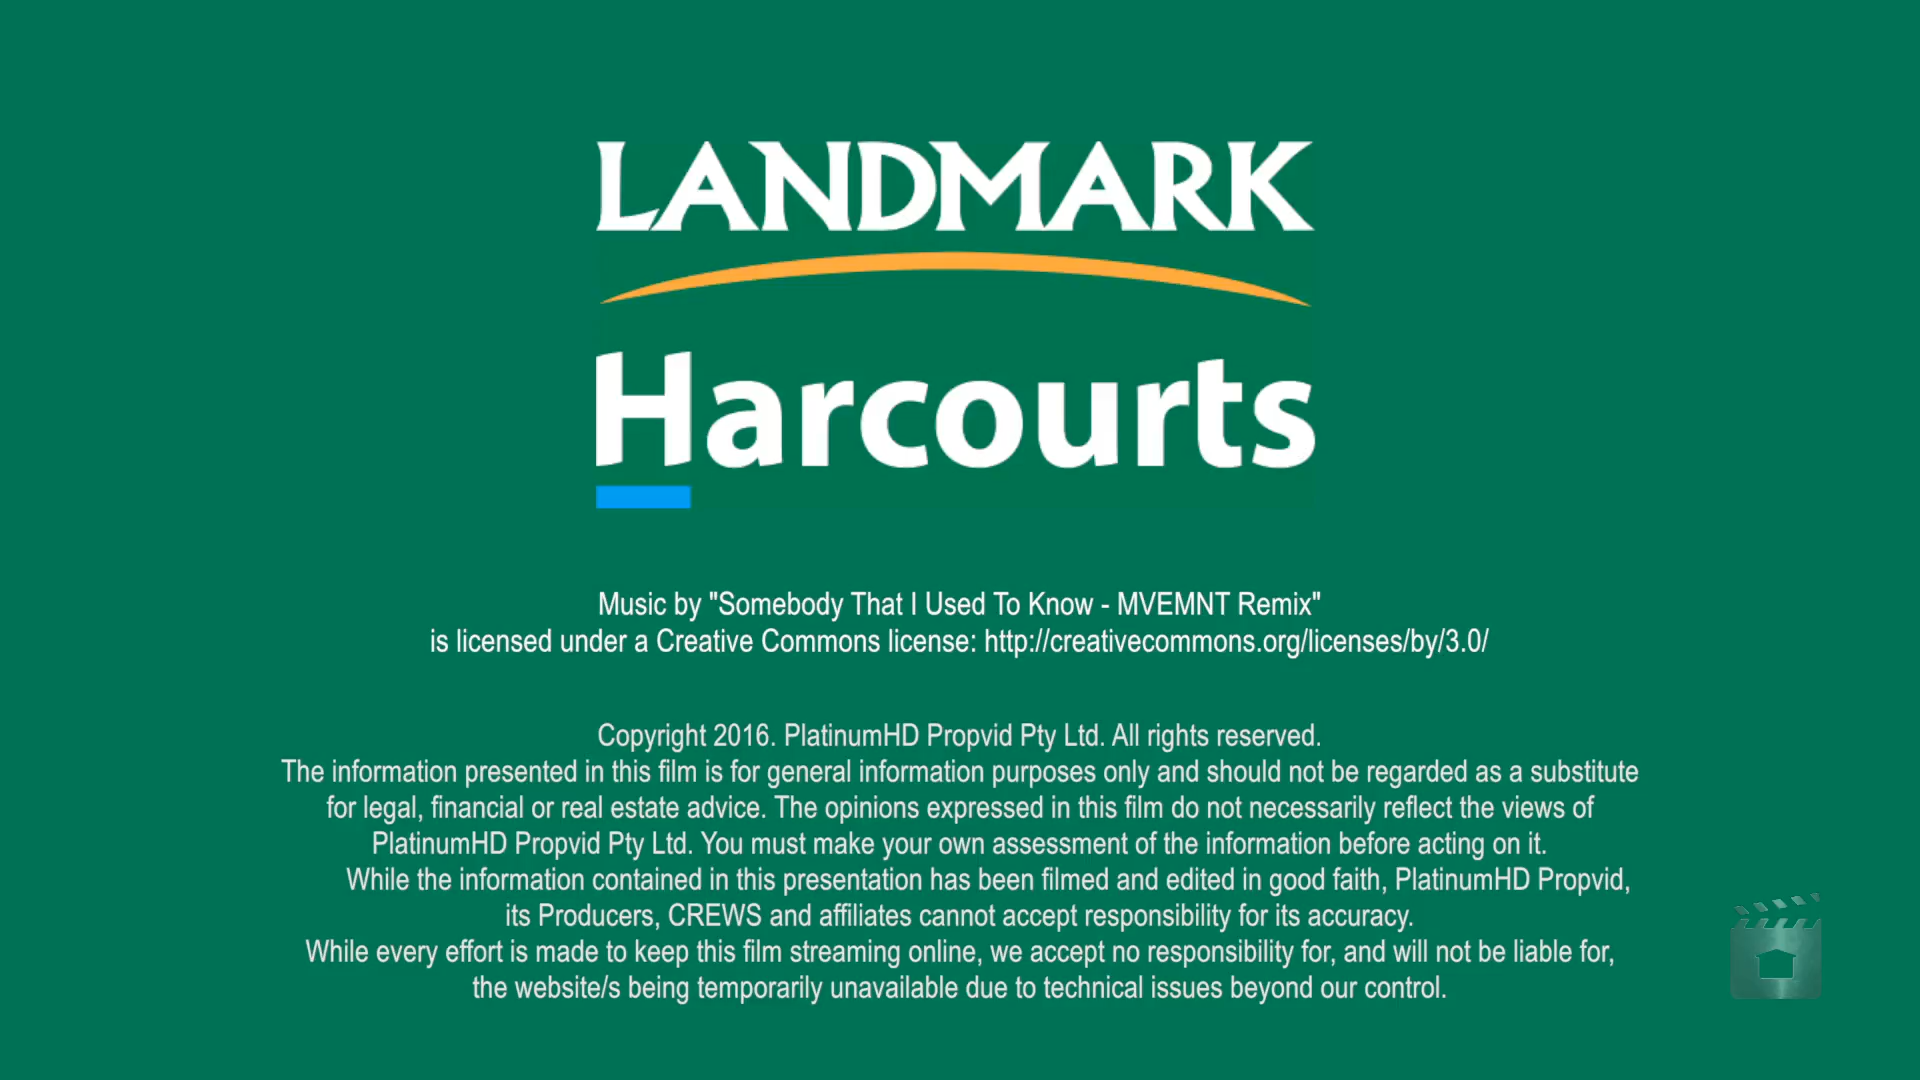 LANDMARK
Harcourts
Music by "Somebody That I Used To Know - MVEMNT Remix"
is licensed under a Creative Commons license: http://creativecommons.org/licenses/by/3.0/
Copyright 2016. PlatinumHD Propvid Pty Ltd. All rights reserved.
The information presented in this film is for general information purposes only and should not be regarded as a substitute
for legal, financial or real estate advice. The opinions expressed in this film do not necessarily reflect the views of
PlatinumHD Propvid Pty Ltd. You must make your own assessment of the information before acting on it.
While the information contained in this presentation has been filmed and edited in good faith, PlatinumHD Propvid,
its Producers, CREWS and affiliates cannot accept responsibility for its accuracy.
While every effort is made to keep this film streaming online, we accept no responsibility for, and will not be liable for,
the website/s being temporarily unavailable due to technical issues beyond our control.